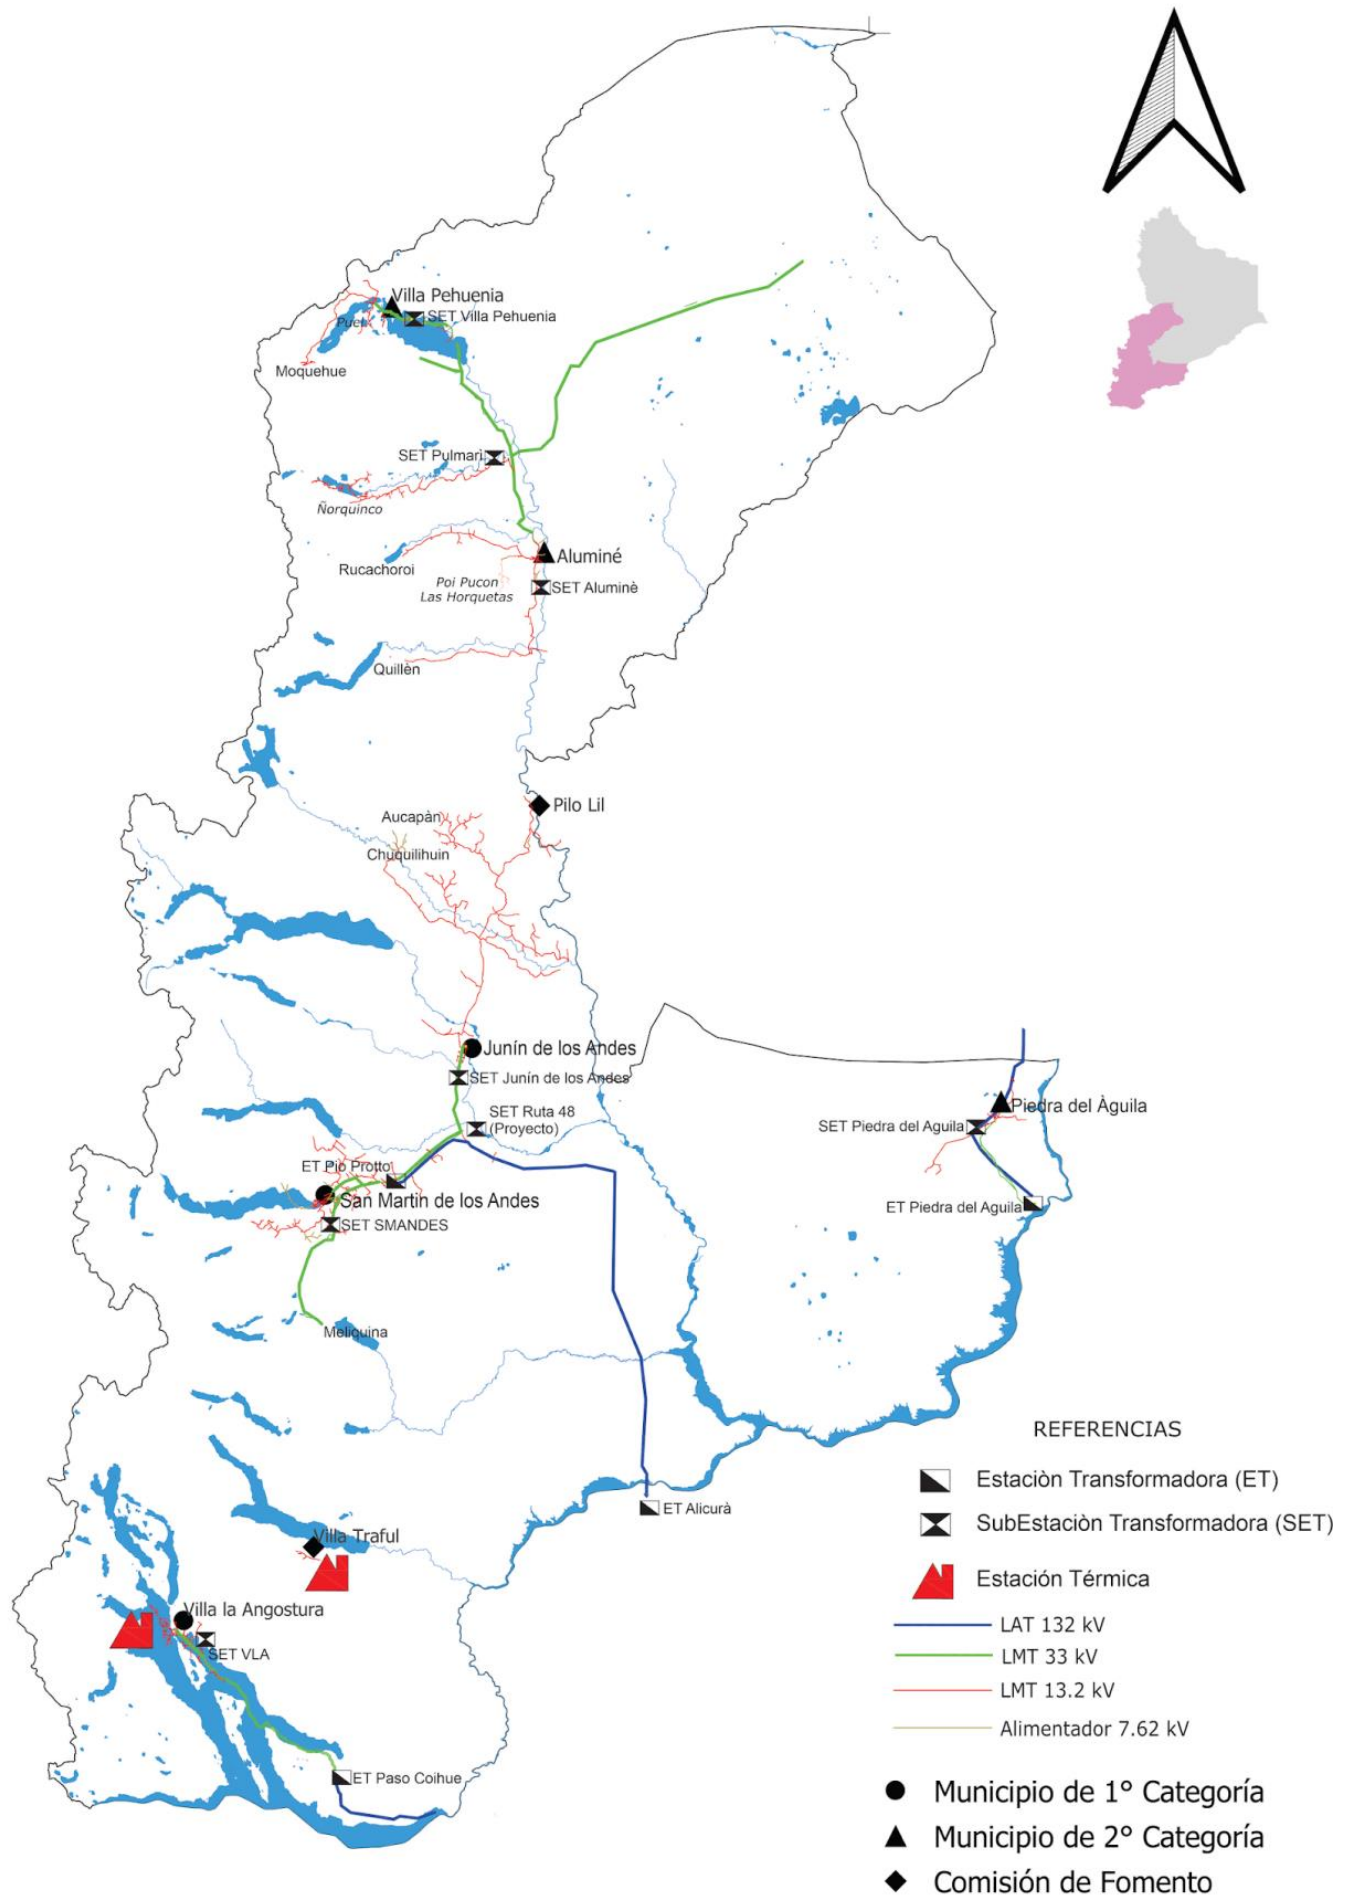 Villa Pehuenia
SET Villa Pehuenia
Moquehue
SET Pulmari
Ñorquinco
Aluminé
Rucachoroi
Poi Pucon
Las Horquetas
SET Aluminè
Quillèn
Pilo Lil
Aucapàn
Chuquilihuin
Junín de los Andes
SET Junín de los Andes
SET Ruta 48
(Proyecto)
Piedra del Àguila
SET Piedra del Aguila
ET Pio Protto
San Martin de los Andes
ET Piedra del Aguila
SET SMANDES
Meliquina
ET Alicurà
Villa Traful
Villa la Angostura
SET VLA
ET Paso Coihue
REFERENCIAS
Estaciòn Transformadora (ET)
SubEstaciòn Transformadora (SET)
Estación Térmica
LAT 132 kV
LMT 33 kV
LMT 13.2 kV
Alimentador 7.62 kV
Municipio de 1° Categoría
Municipio de 2° Categoría
Comisión de Fomento